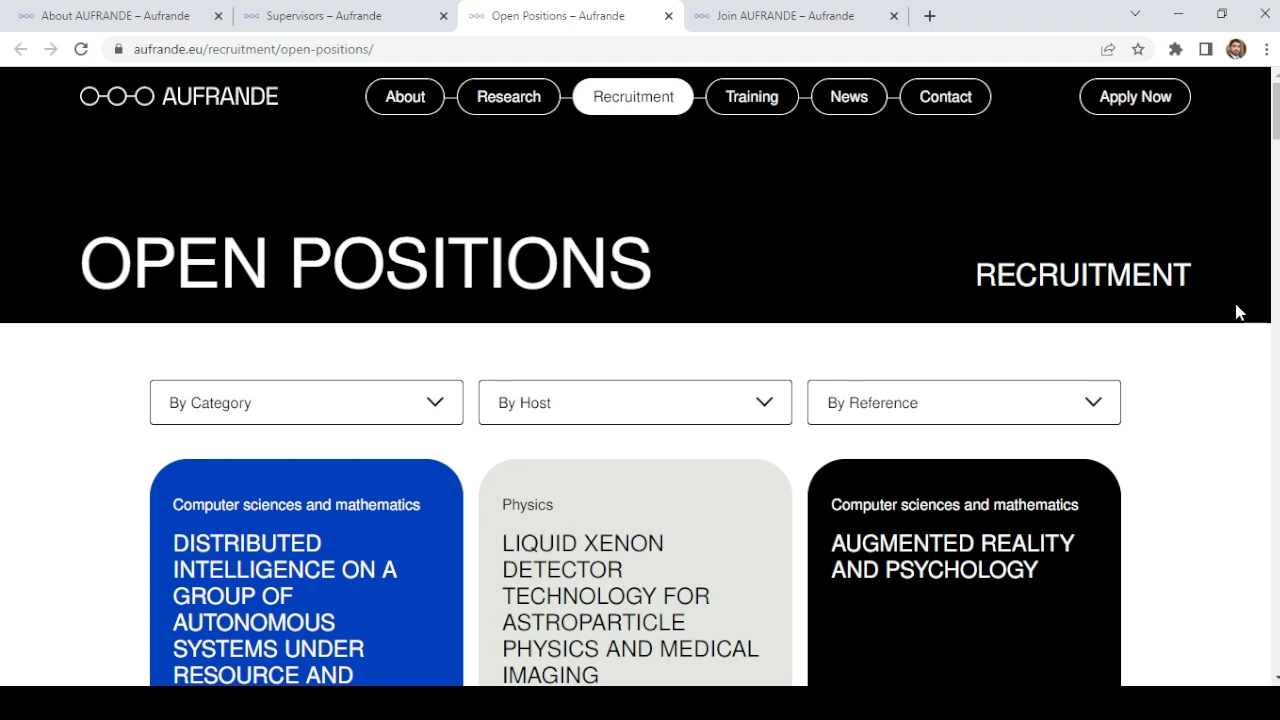 About AUFRANDE – Aufrande
Supervisors – Aufrande
Open Positions – Aufrande
Join AUFRANDE – Aufrande
aufrande.eu/recruitment/open-positions/
AUFRANDE
About
Research
Recruitment
Training
News
Contact
Apply Now
OPEN POSITIONS
RECRUITMENT
By Category
By Host
By Reference
Computer sciences and mathematics
DISTRIBUTED
INTELLIGENCE ON A
GROUP OF
AUTONOMOUS
SYSTEMS UNDER
RESOURCE AND
Physics
LIQUID XENON
DETECTOR
TECHNOLOGY FOR
ASTROPARTICLE
PHYSICS AND MEDICAL
IMAGING
Computer sciences and mathematics
AUGMENTED REALITY
AND PSYCHOLOGY